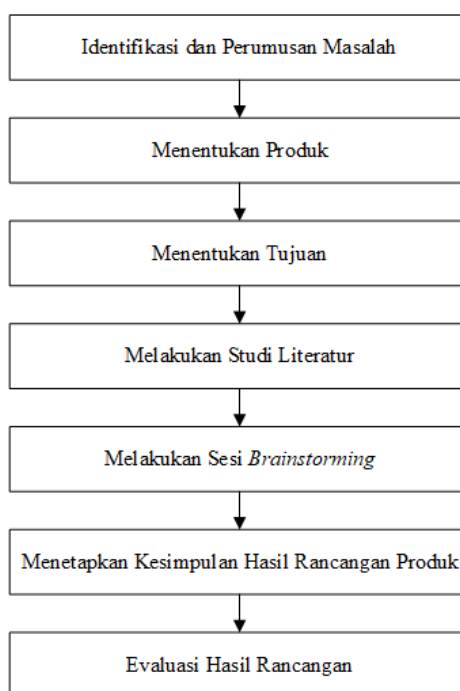 Identifikasi dan Perumusan Masalah
Menentukan Produk
Menentukan Tujuan
Melakukan Studi Literatur
Melakukan Sesi Brainstorming
Menetapkan Kesimpulan Hasil Rancangan Produk
Evaluasi Hasil Rancangan